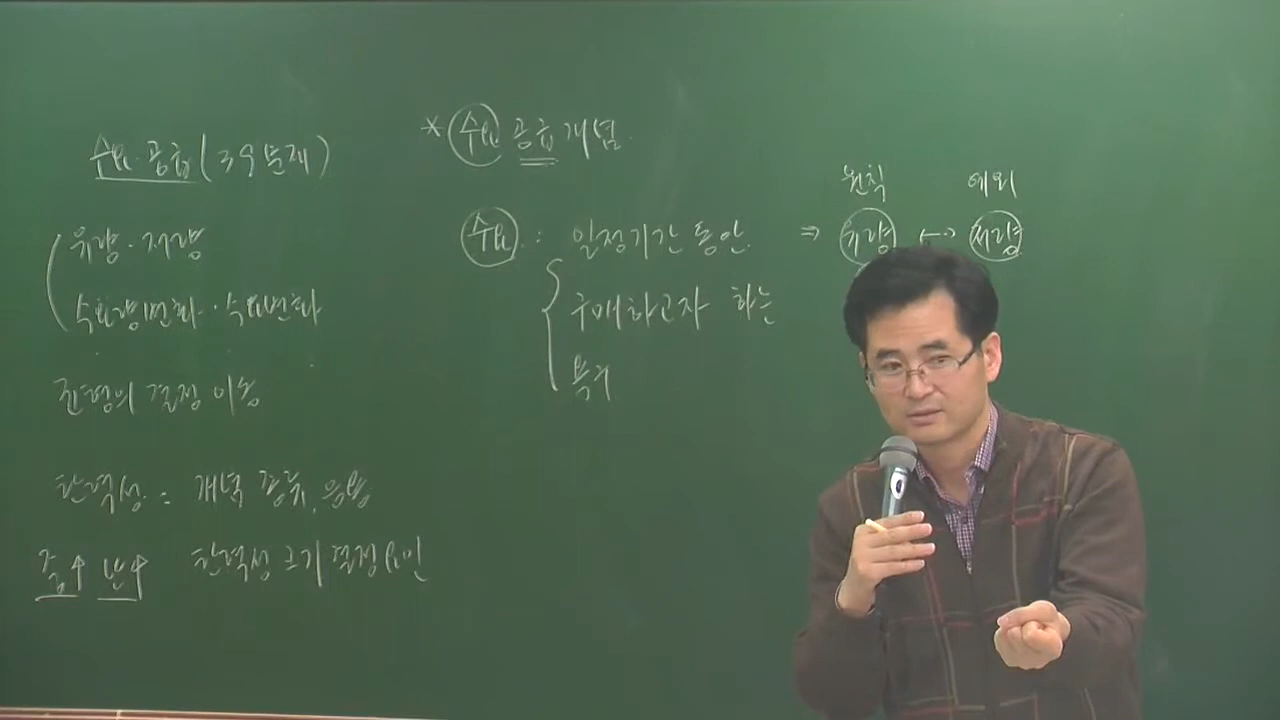 수요·공급 (3~9문제)
유량·저량
수요량변화·수요변화
균형의 결정 이동
탄력성 : 개념 종류, 응용
중↑ 난↑ 탄력성 크기 결정요인
* 수요 공급 개념.
수요 : 일정기간 동안 ⇒ 유량 ↔ 저량
원칙 예외
구매하고자 하는
욕구